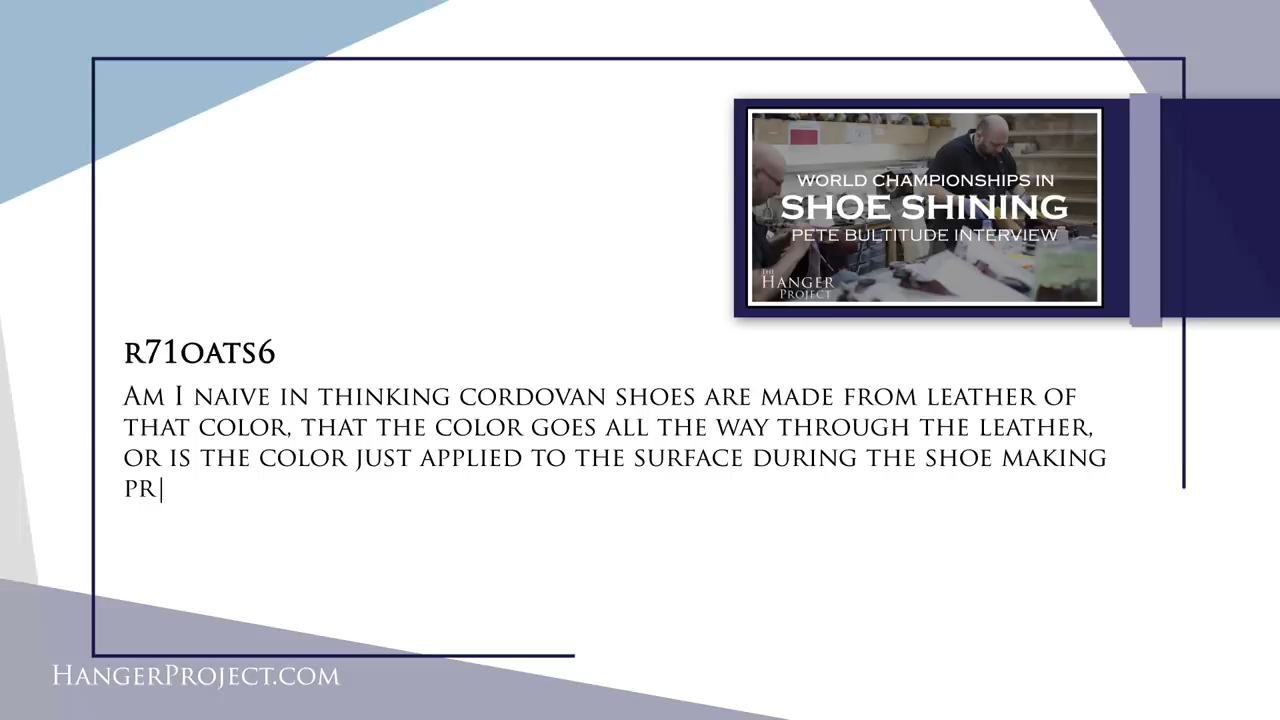 WORLD CHAMPIONSHIPS IN
SHOE SHINING
PETE BULTITUDE INTERVIEW
THE
HANGER
PROJECT
R71OATS6
AM I NAIVE IN THINKING CORDOVAN SHOES ARE MADE FROM LEATHER OF
THAT COLOR, THAT THE COLOR GOES ALL THE WAY THROUGH THE LEATHER,
OR IS THE COLOR JUST APPLIED TO THE SURFACE DURING THE SHOE MAKING
PR|
HANGERPROJECT.COM